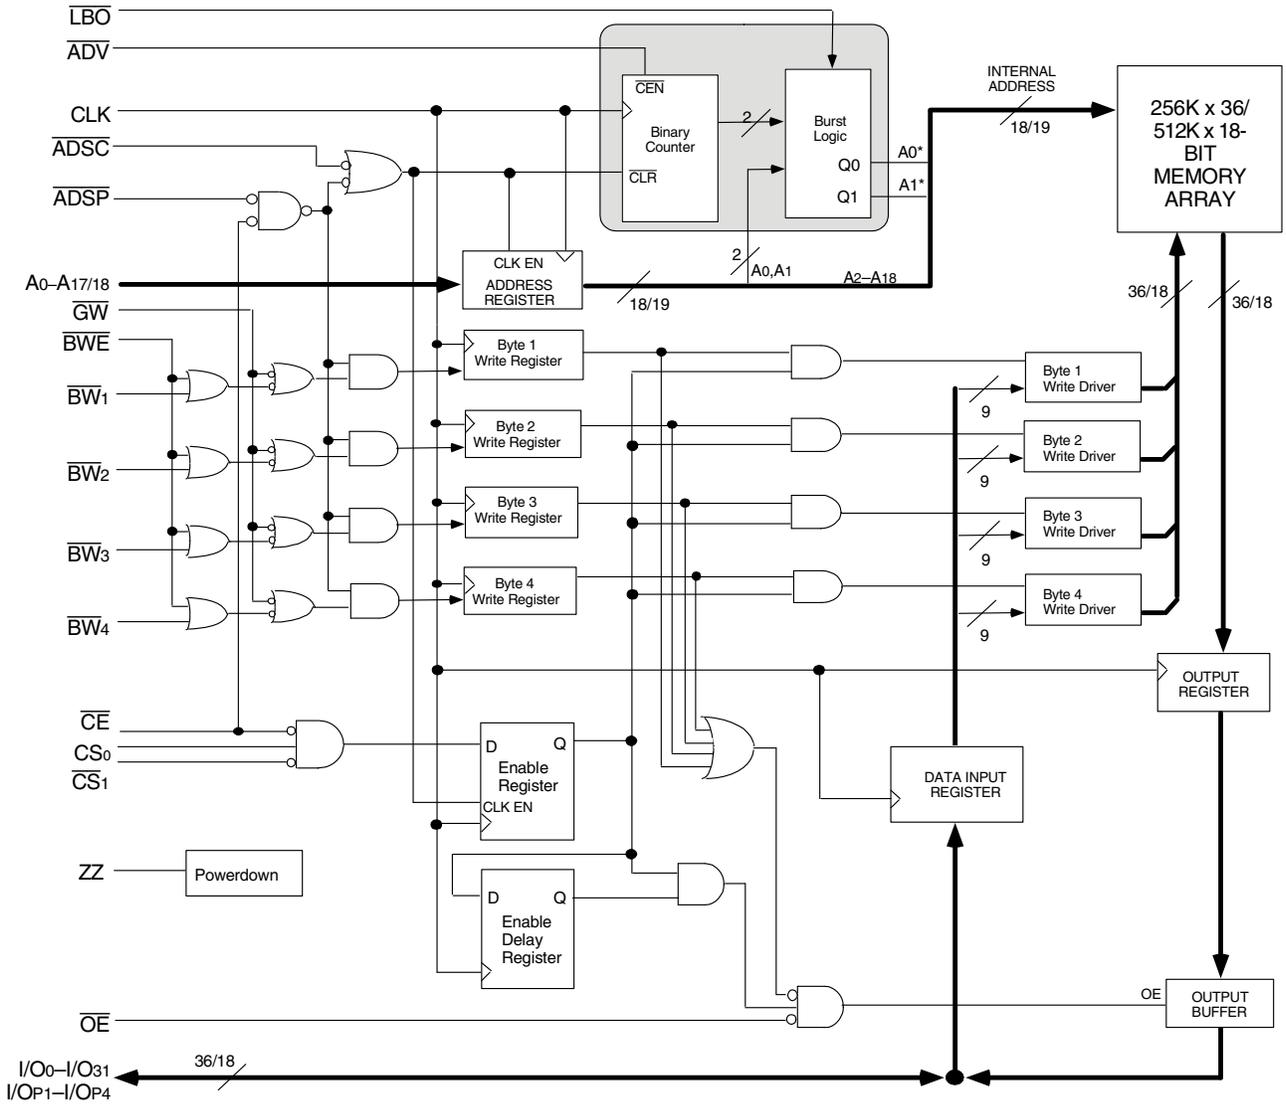 LBO
ADV
CLK
ADSC
ADSP
A0–A17/18
GW
BWE
BW1
BW2
BW3
BW4
CE
CS0
CS1
ZZ
OE
I/O0–I/O31
I/OP1–I/OP4
36/18
CEN
Binary
Counter
CLR
2
Burst
Logic
Q0
Q1
A0*
A1*
2
A0,A1
A2–A18
INTERNAL
ADDRESS
18/19
256K x 36/
512K x 18-
BIT
MEMORY
ARRAY
CLK EN
ADDRESS
REGISTER
18/19
36/18
36/18
Byte 1
Write Register
Byte 2
Write Register
Byte 3
Write Register
Byte 4
Write Register
Byte 1
Write Driver
9
Byte 2
Write Driver
9
Byte 3
Write Driver
9
Byte 4
Write Driver
9
OUTPUT
REGISTER
D Q
Enable
Register
CLK EN
DATA INPUT
REGISTER
Powerdown
D Q
Enable
Delay
Register
OE
OUTPUT
BUFFER